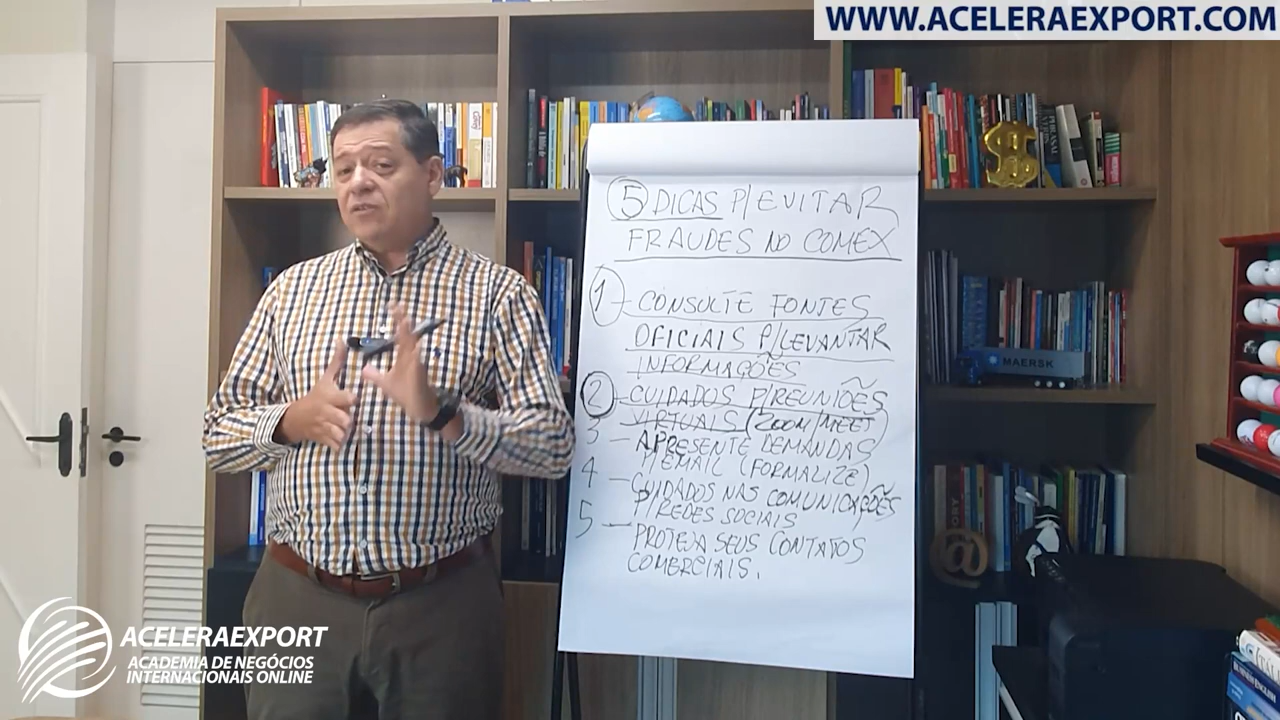 WWW.ACELERAEXPORT.COM
5 DICAS P/EVITAR
FRAUDES NO COMEX
1 - CONSULTE FONTES
OFICIAIS P/LEVANTAR
INFORMAÇÕES
2 - CUIDADOS P/REUNIÕES
VIRTUAIS (ZOOM/MEET)
3 - APRESENTE DEMANDAS
P/EMAIL (FORMALIZE)
4 - CUIDADOS NAS COMUNICAÇÕES
P/REDES SOCIAIS
5 - PROTEJA SEUS CONTATOS
COMERCIAIS.
MAERSK
@
$
ACELERAEXPORT
ACADEMIA DE NEGÓCIOS
INTERNACIONAIS ONLINE